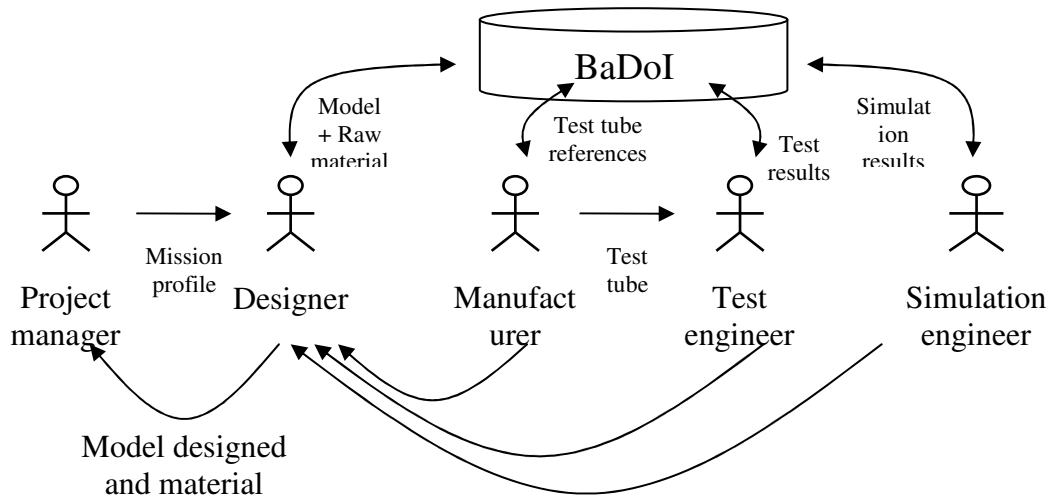 BaDoI
Model
+ Raw
material
Test tube
references
Test
results
Simulat
ion
results
Mission
profile
Test
tube
Project
manager
Designer
Manufact
urer
Test
engineer
Simulation
engineer
Model designed
and material